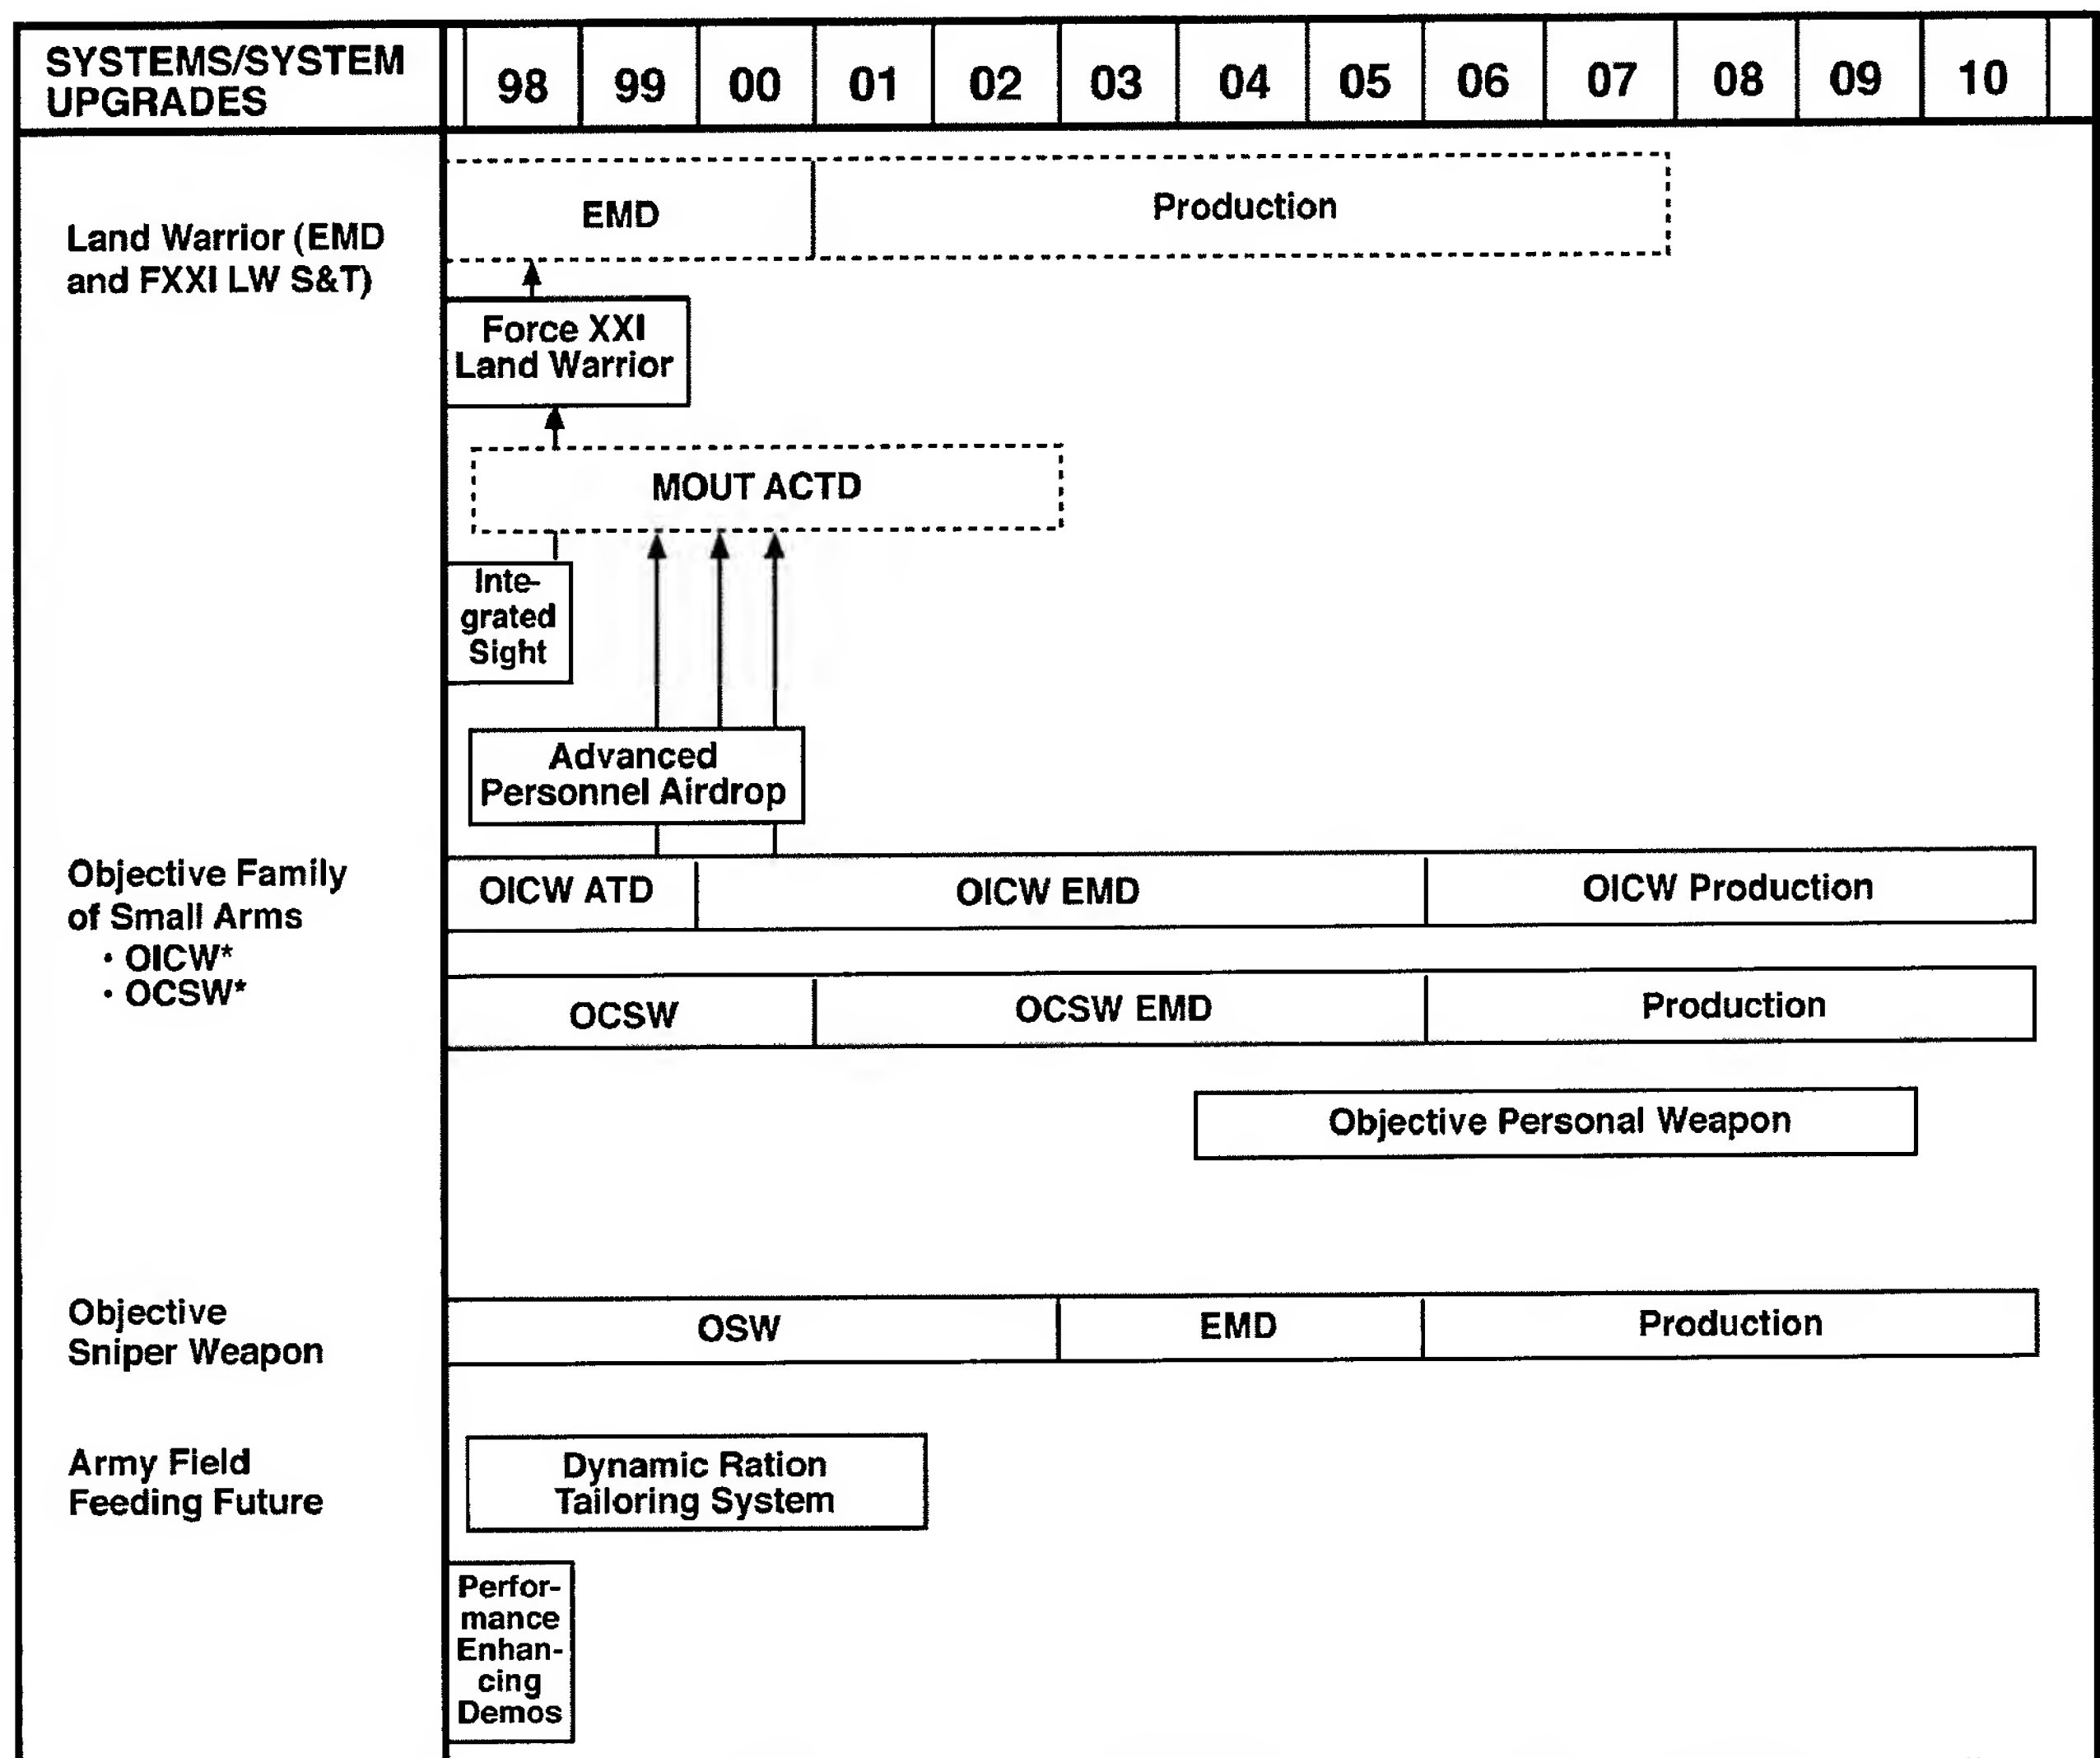 SYSTEMS/SYSTEM
UPGRADES
98 99 00 01 02 03 04 05 06 07 08 09 10
Land Warrior (EMD
and FXXI LW S&T)
EMD
Production
Force XXI
Land Warrior
MOUT ACTD
Inte-
grated
Sight
Advanced
Personnel Airdrop
Objective Family
of Small Arms
• OICW*
• OCSW*
OICW ATD
OICW EMD
OICW Production
OCSW
OCSW EMD
Production
Objective Personal Weapon
Objective
Sniper Weapon
OSW
EMD
Production
Army Field
Feeding Future
Dynamic Ration
Tailoring System
Perfor-
mance
Enhan-
cing
Demos